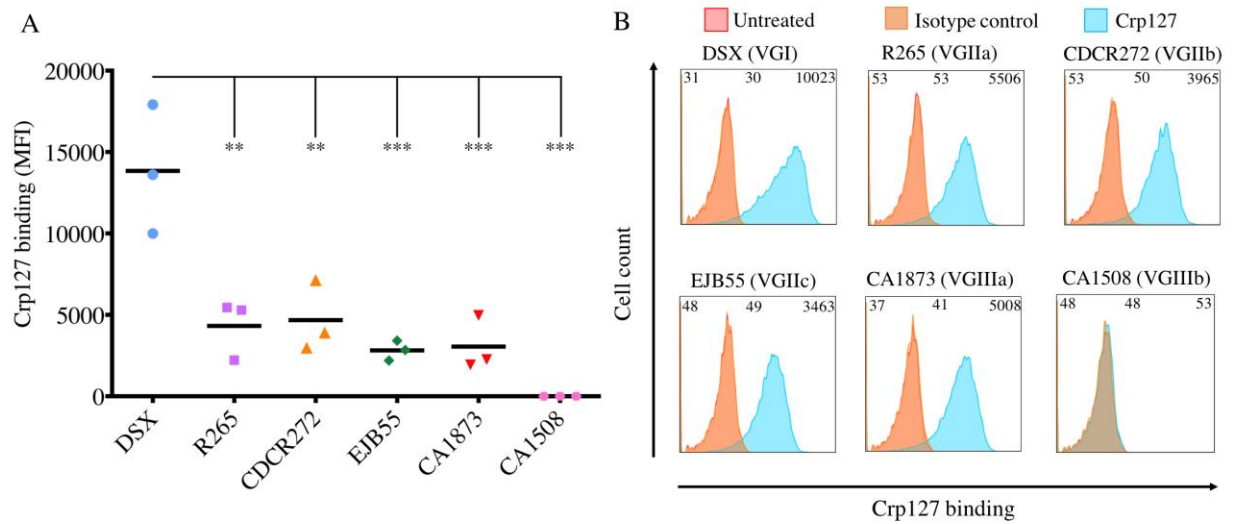 A
20000
15000
10000
5000
0
Crp127 binding (MFI)
** ** *** *** ***
DSX
R265
CDCR272
EJB55
CA1873
CA1508
B
Untreated Isotype control Crp127
DSX (VGI) R265 (VGIIa) CDCR272 (VGIIb)
31 30 10023 53 53 5506 53 50 3965
EJB55 (VGIIc) CA1873 (VGIIIa) CA1508 (VGIIIb)
48 49 3463 37 41 5008 48 48 53
Cell count
Crp127 binding